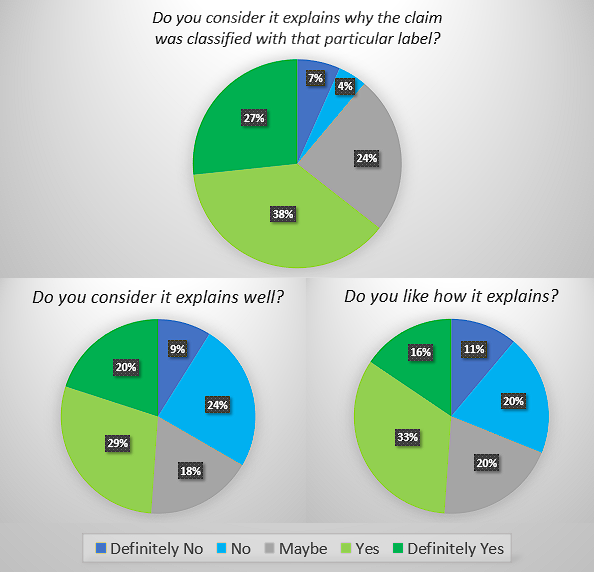 Do you consider it explains why the claim
was classified with that particular label?
7%
4%
24%
38%
27%
Do you consider it explains well?
9%
24%
18%
29%
20%
Do you like how it explains?
11%
20%
20%
33%
16%
Definitely No
No
Maybe
Yes
Definitely Yes